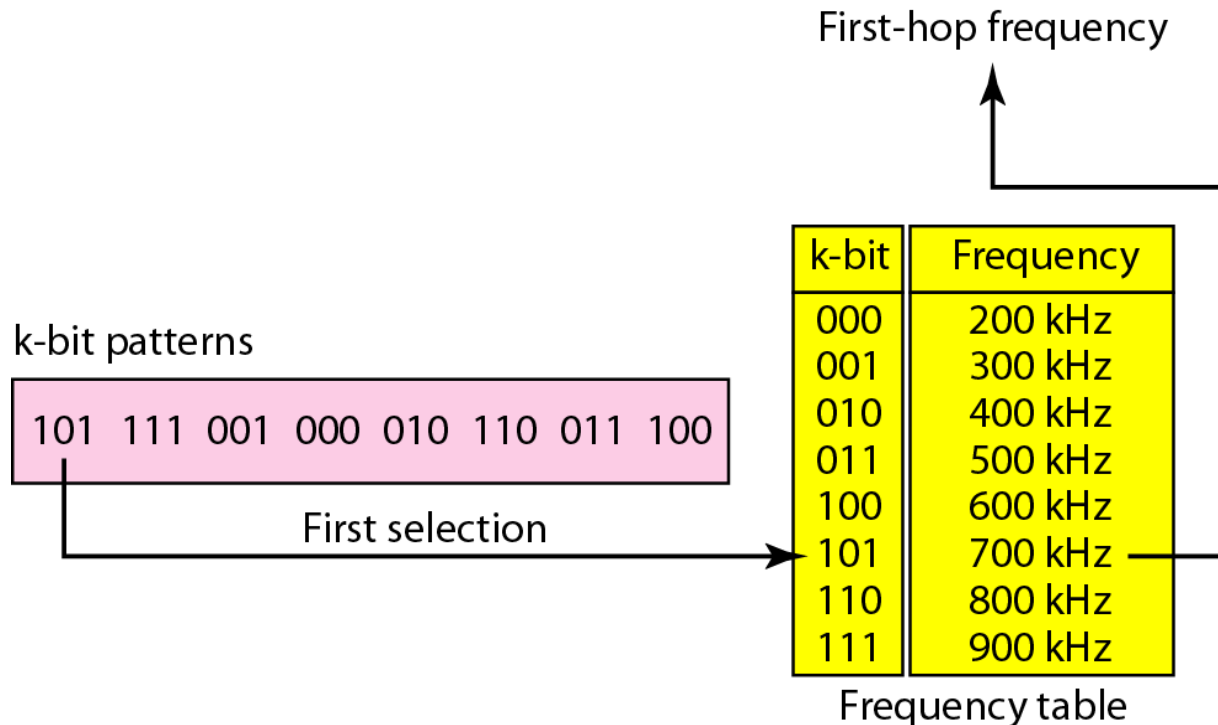 First-hop frequency
k-bit Frequency
000 200 kHz
001 300 kHz
010 400 kHz
011 500 kHz
100 600 kHz
101 700 kHz
110 800 kHz
111 900 kHz
Frequency table
k-bit patterns
101 111 001 000 010 110 011 100
First selection